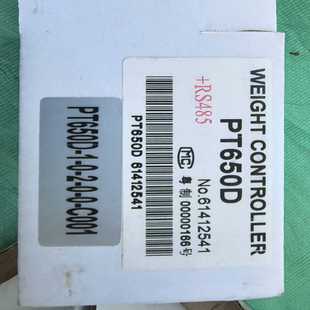 WEIGHT CONTROLLER
PT650D
No.61412541
MC 粤制00000166号
+RS485
PT650D 61412541
PT650D-1-0-2-0-0-C001